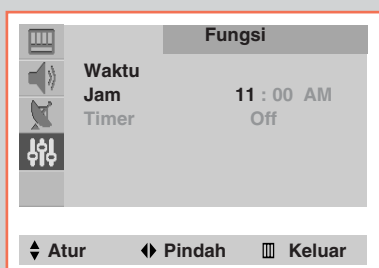 Fungsi
Waktu
Jam 11 : 00 AM
Timer Off
Atur Pindah Keluar